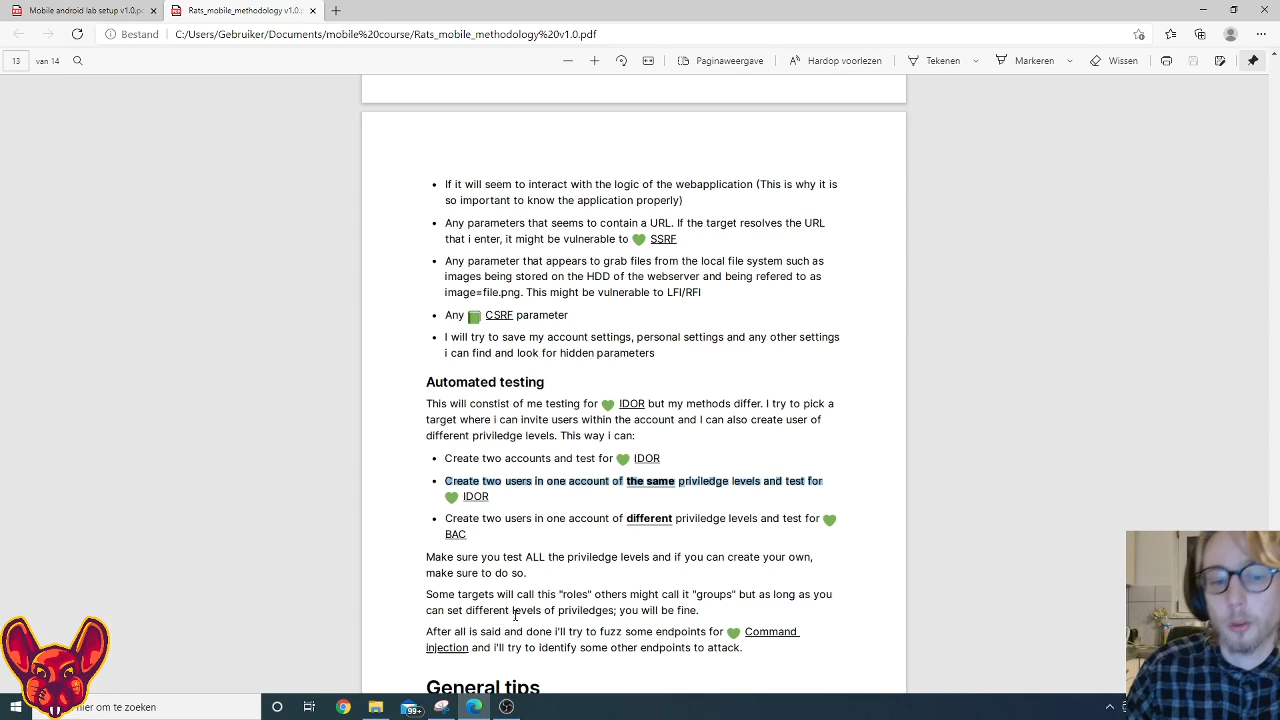 Mobile android lab setup v1.0.p
Rats_mobile_methodology v1.0.p
Bestand
C:/Users/Gebruiker/Documents/mobile%20course/Rats_mobile_methodology%20v1.0.pdf
13 van 14
Paginaweergave
Hardop voorlezen
Tekenen
Markeren
Wissen
• If it will seem to interact with the logic of the webapplication (This is why it is
so important to know the application properly)
• Any parameters that seems to contain a URL. If the target resolves the URL
that i enter, it might be vulnerable to SSRF
• Any parameter that appears to grab files from the local file system such as
images being stored on the HDD of the webserver and being refered to as
image=file.png. This might be vulnerable to LFI/RFI
• Any CSRF parameter
• I will try to save my account settings, personal settings and any other settings
i can find and look for hidden parameters
Automated testing
This will constist of me testing for IDOR but my methods differ. I try to pick a
target where i can invite users within the account and I can also create user of
different priviledge levels. This way i can:
• Create two accounts and test for IDOR
• Create two users in one account of the same priviledge levels and test for
IDOR
• Create two users in one account of different priviledge levels and test for
BAC
Make sure you test ALL the priviledge levels and if you can create your own,
make sure to do so.
Some targets will call this "roles" others might call it "groups" but as long as you
can set different levels of priviledges; you will be fine.
After all is said and done i'll try to fuzz some endpoints for Command
injection and i'll try to identify some other endpoints to attack.
General tips
hier om te zoeken
99+